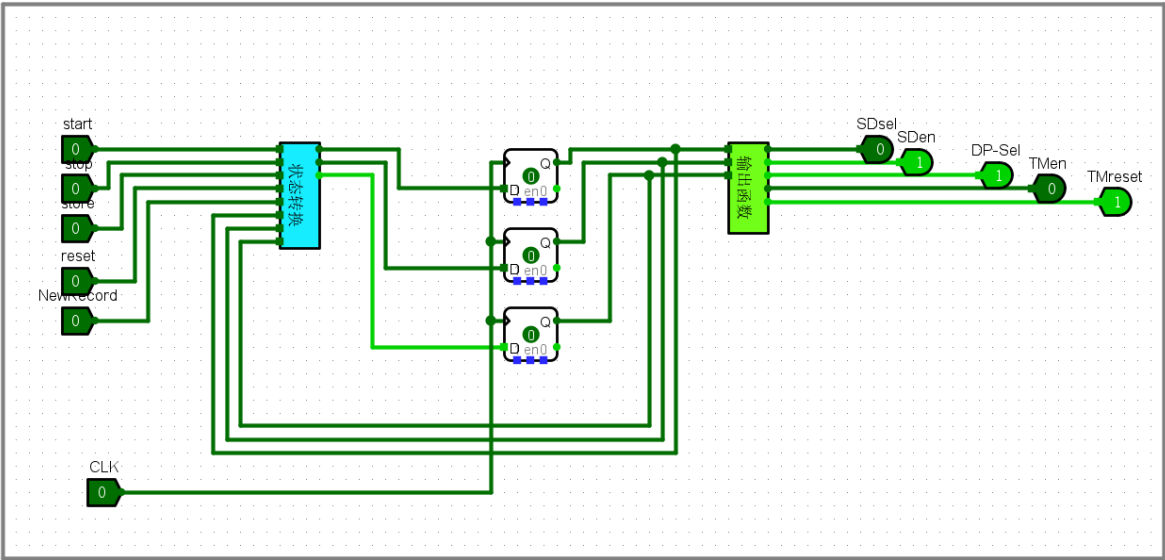 start
0
stop
0
store
0
reset
0
NewRecord
0
CLK
0
状态转换
Q
0
D en0
Q
0
D en0
Q
0
D en0
输出函数
SDsel
0
SDen
1
DP-Sel
1
TMen
0
TMreset
1